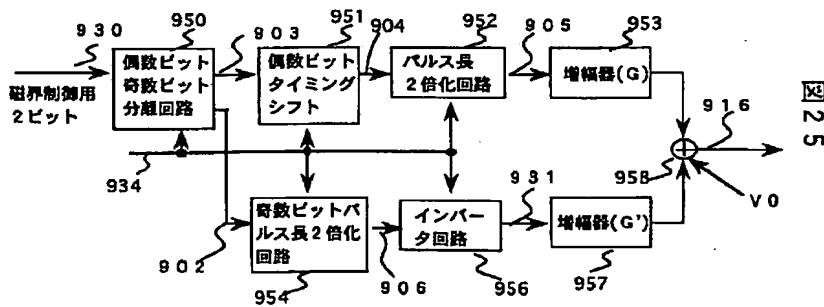 930
950
903
951
904
952
905
953
磁界制御用
2ビット
偶数ビット
奇数ビット
分離回路
偶数ビット
タイミング
シフト
パルス長
2倍化回路
増幅器(G)
916
958
V0
934
902
奇数ビットパ
ルス長2倍化
回路
954
906
インバー
タ回路
956
931
増幅器(G')
957
図25